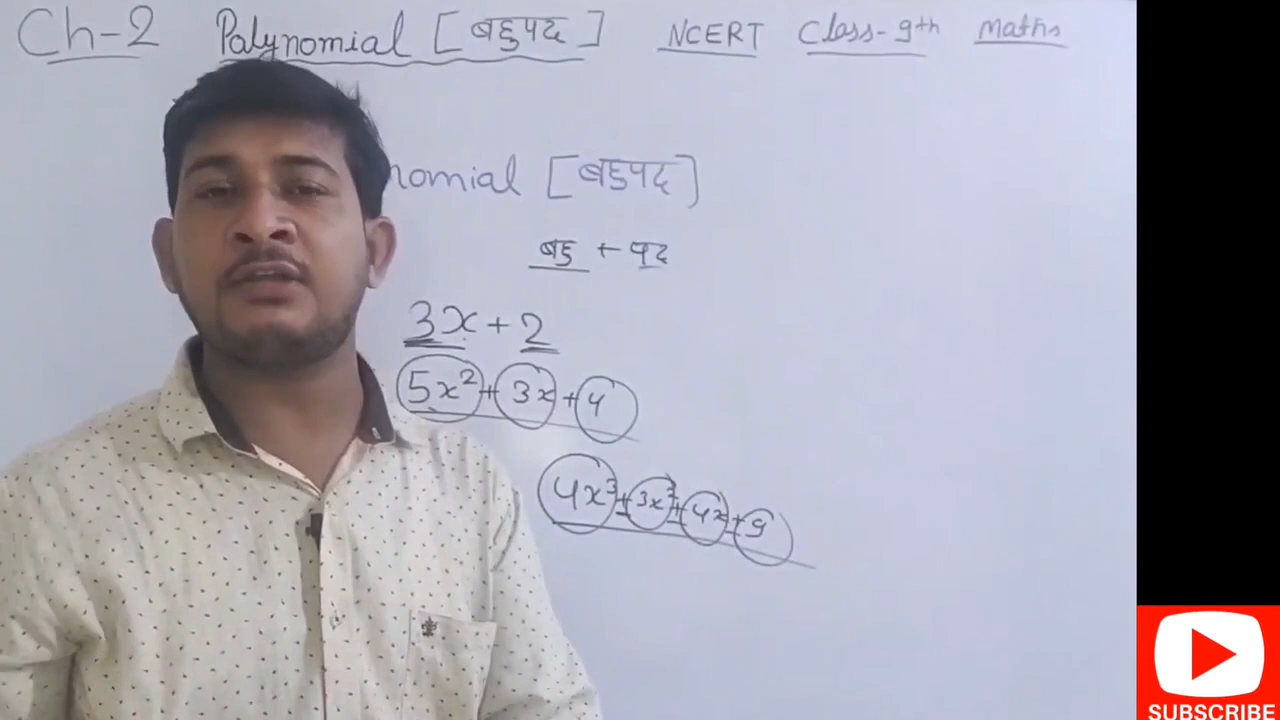 Ch-2 Palynomial [बहुपद] NCERT Class-9th Maths
nomial [बहुपद]
बहु + पद
3x + 2
5x² + 3x + 4
4x³ + 3x² + 4x + 9
SUBSCRIBE